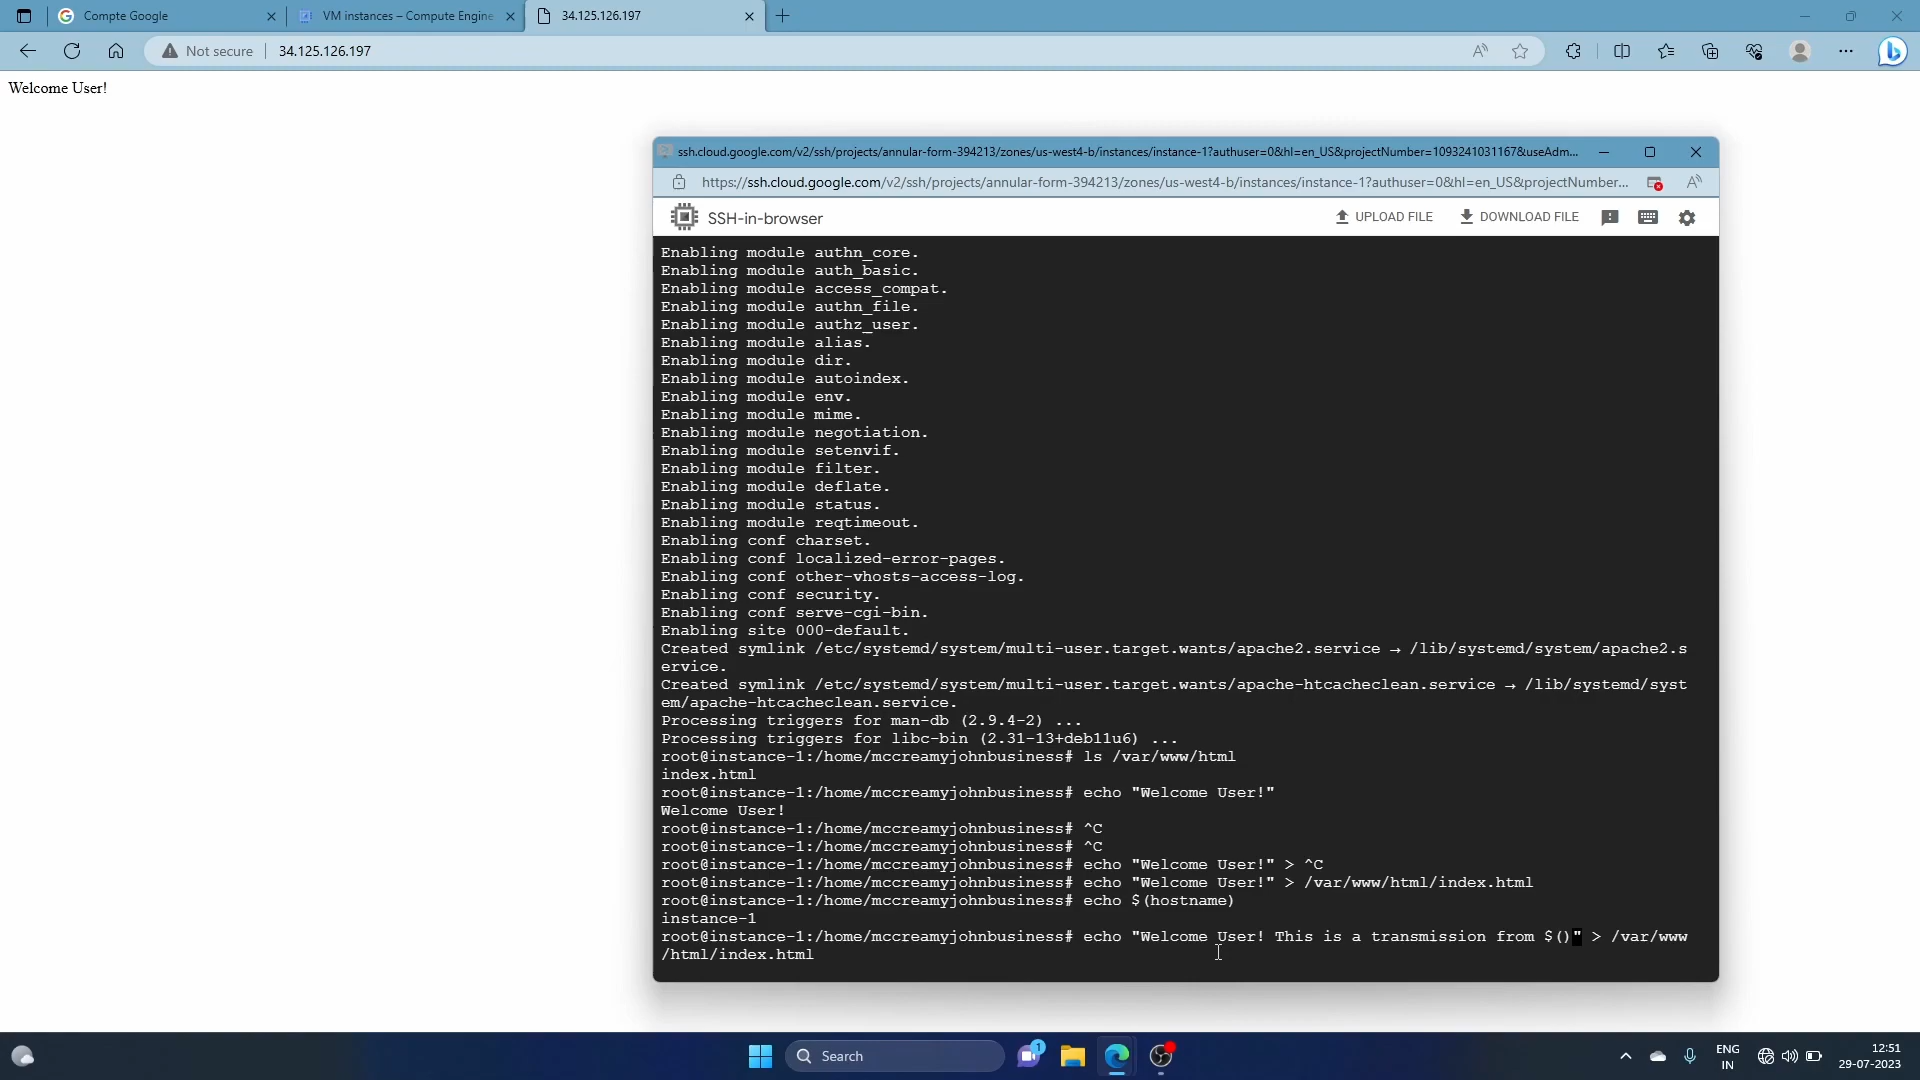 Compte Google
VM instances – Compute Engine
34.125.126.197
Not secure
34.125.126.197
Welcome User!
ssh.cloud.google.com/v2/ssh/projects/annular-form-394213/zones/us-west4-b/instances/instance-1?authuser=0&hl=en_US&projectNumber=1093241031167&useAdm...
https://ssh.cloud.google.com/v2/ssh/projects/annular-form-394213/zones/us-west4-b/instances/instance-1?authuser=0&hl=en_US&projectNumber...
SSH-in-browser
UPLOAD FILE
DOWNLOAD FILE
Enabling module authn_core.
Enabling module auth_basic.
Enabling module access_compat.
Enabling module authn_file.
Enabling module authz_user.
Enabling module alias.
Enabling module dir.
Enabling module autoindex.
Enabling module env.
Enabling module mime.
Enabling module negotiation.
Enabling module setenvif.
Enabling module filter.
Enabling module deflate.
Enabling module status.
Enabling module reqtimeout.
Enabling conf charset.
Enabling conf localized-error-pages.
Enabling conf other-vhosts-access-log.
Enabling conf security.
Enabling conf serve-cgi-bin.
Enabling site 000-default.
Created symlink /etc/systemd/system/multi-user.target.wants/apache2.service → /lib/systemd/system/apache2.s
ervice.
Created symlink /etc/systemd/system/multi-user.target.wants/apache-htcacheclean.service → /lib/systemd/syst
em/apache-htcacheclean.service.
Processing triggers for man-db (2.9.4-2) ...
Processing triggers for libc-bin (2.31-13+deb11u6) ...
root@instance-1:/home/mccreamyjohnbusiness# ls /var/www/html
index.html
root@instance-1:/home/mccreamyjohnbusiness# echo "Welcome User!"
Welcome User!
root@instance-1:/home/mccreamyjohnbusiness# ^C
root@instance-1:/home/mccreamyjohnbusiness# ^C
root@instance-1:/home/mccreamyjohnbusiness# echo "Welcome User!" > ^C
root@instance-1:/home/mccreamyjohnbusiness# echo "Welcome User!" > /var/www/html/index.html
root@instance-1:/home/mccreamyjohnbusiness# echo $(hostname)
instance-1
root@instance-1:/home/mccreamyjohnbusiness# echo "Welcome User! This is a transmission from $()" > /var/www
/html/index.html
Search
1
ENG
IN
12:51
29-07-2023